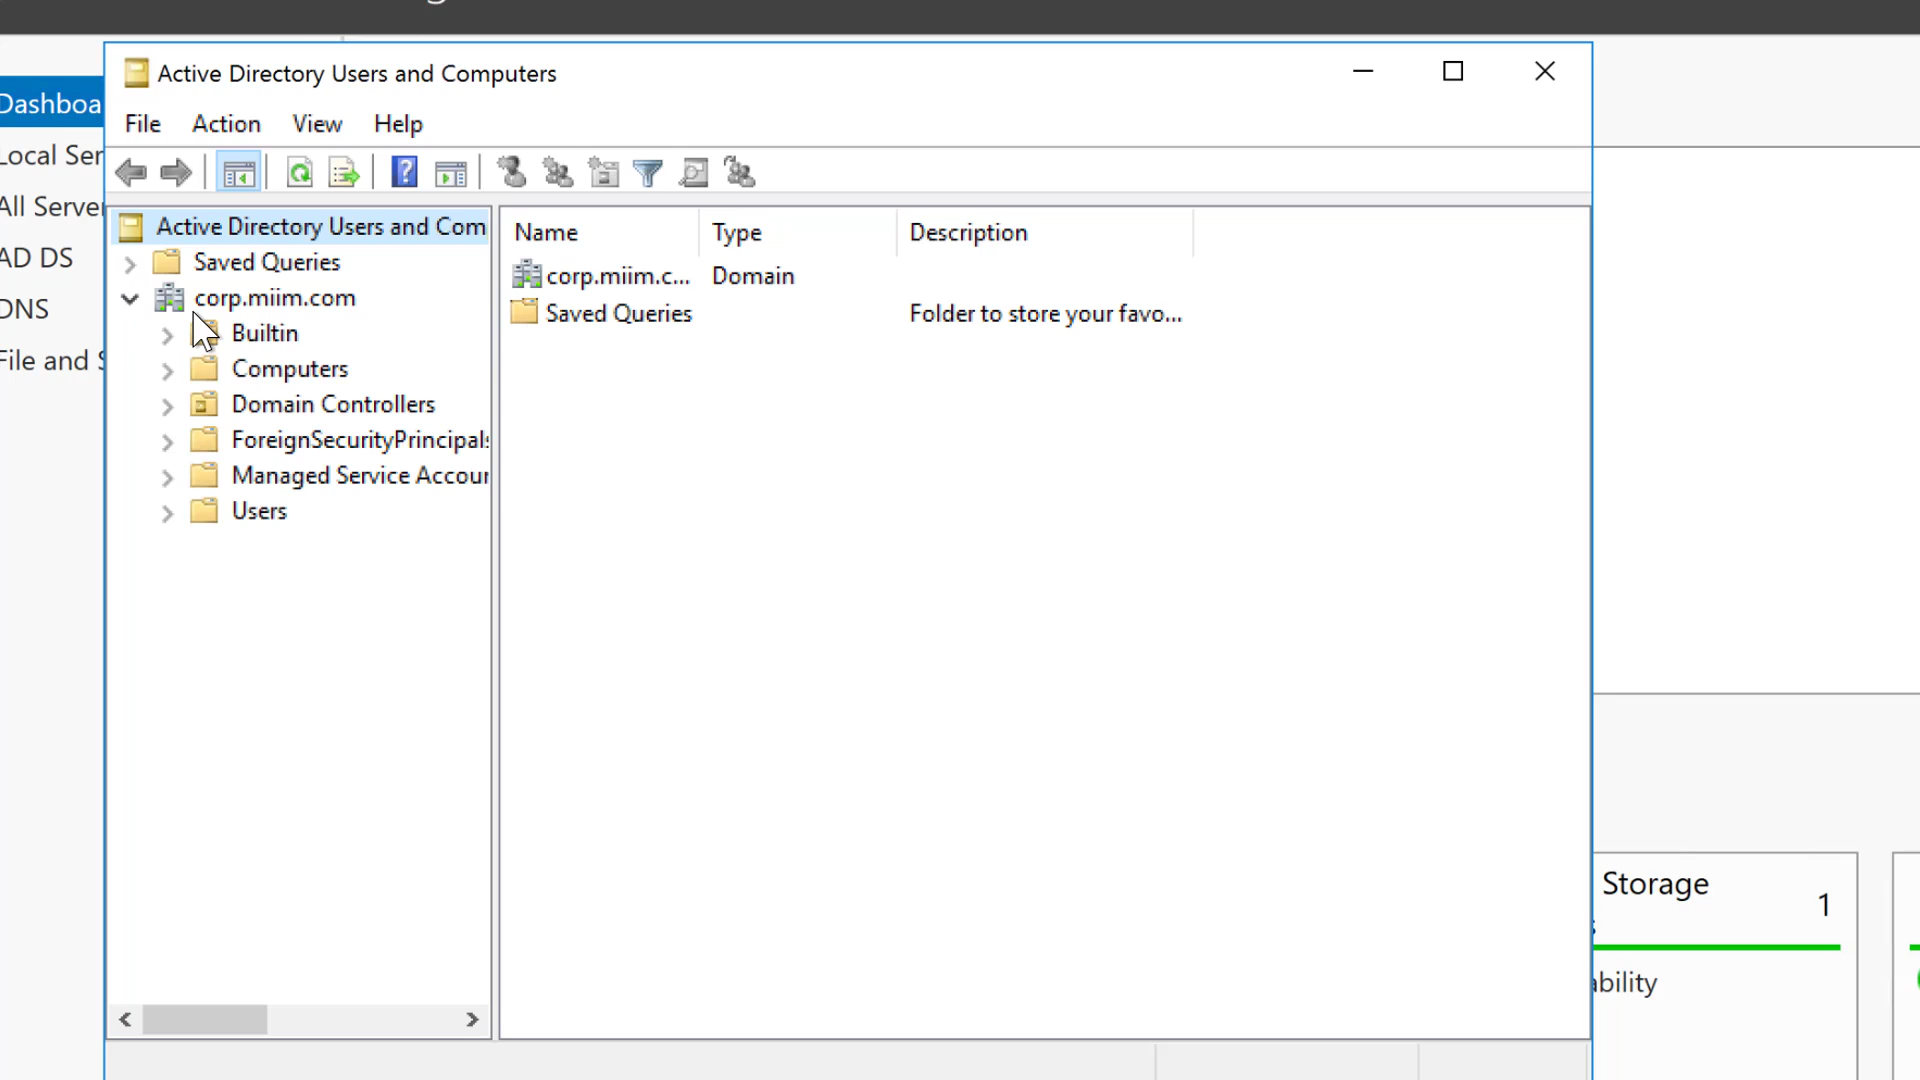 Active Directory Users and Computers
File Action View Help
Dashboa
Local Ser
All Server
AD DS
DNS
File and S
Active Directory Users and Com
Saved Queries
corp.miim.com
Builtin
Computers
Domain Controllers
ForeignSecurityPrincipals
Managed Service Accour
Users
Name Type Description
corp.miim.c... Domain
Saved Queries Folder to store your favo...
Storage 1
ability